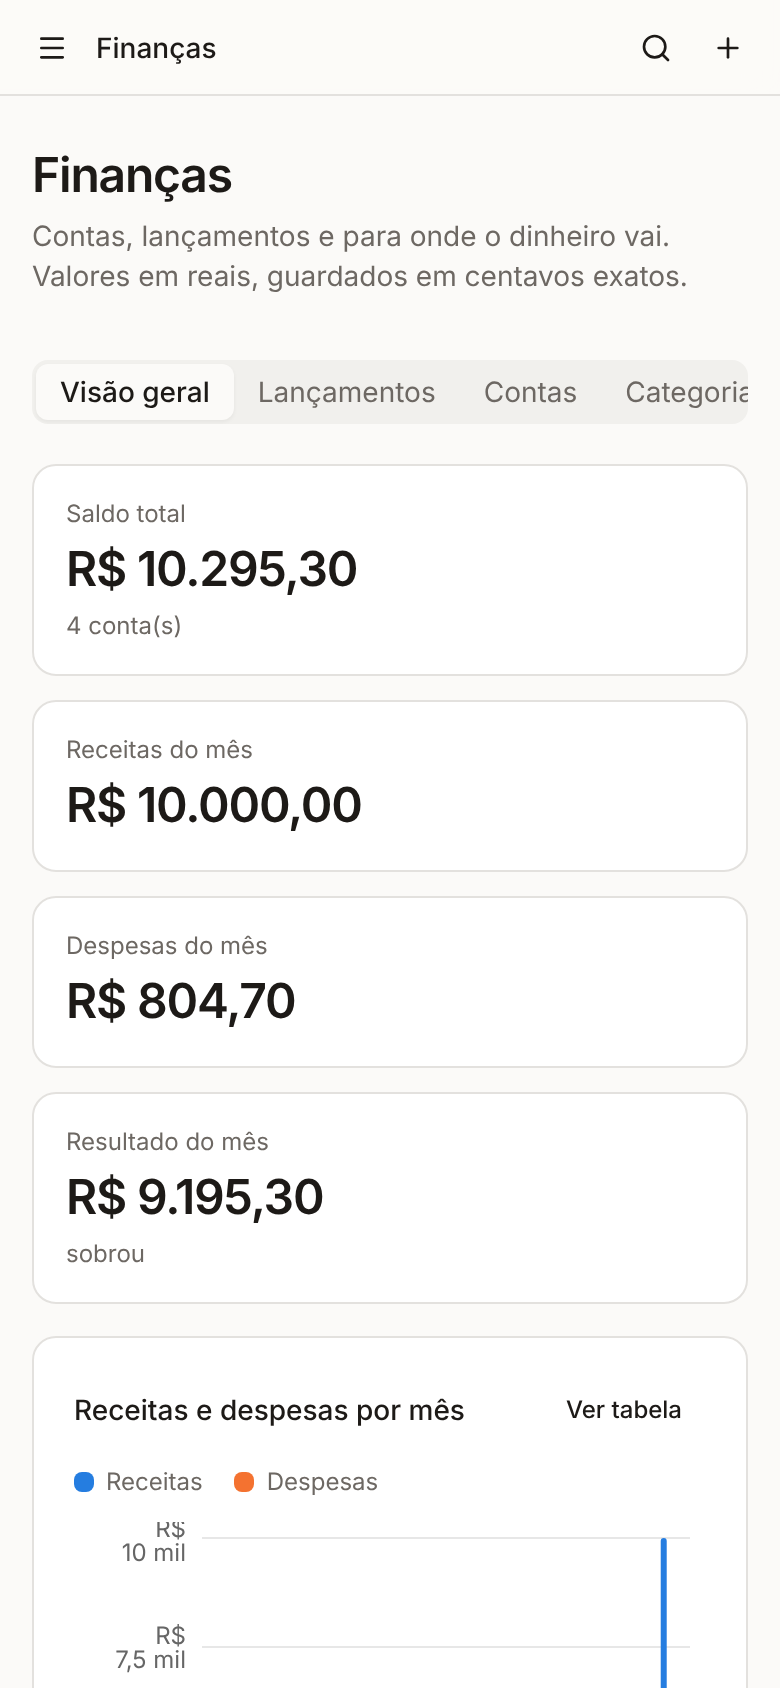 Finanças
Finanças
Contas, lançamentos e para onde o dinheiro vai.
Valores em reais, guardados em centavos exatos.
Visão geral
Lançamentos
Contas
Categoria
Saldo total
R$ 10.295,30
4 conta(s)
Receitas do mês
R$ 10.000,00
Despesas do mês
R$ 804,70
Resultado do mês
R$ 9.195,30
sobrou
Receitas e despesas por mês
Ver tabela
Receitas
Despesas
R$
10 mil
R$
7,5 mil